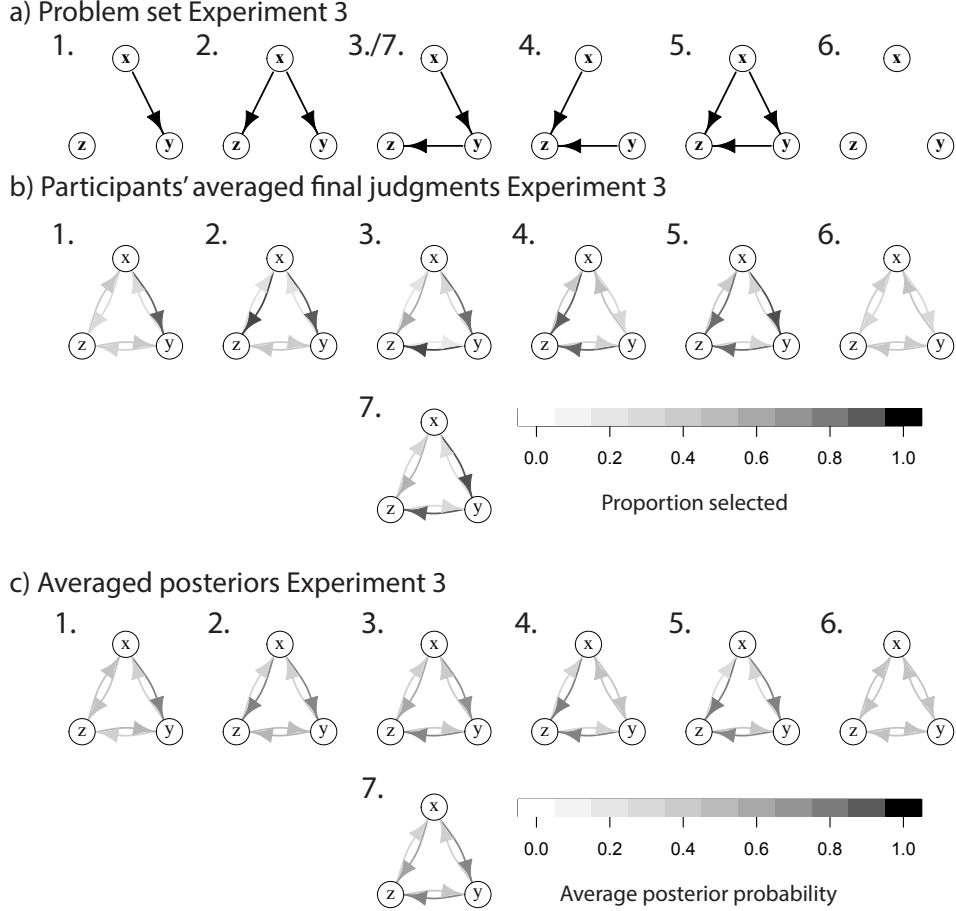 a) Problem set Experiment 3
1. 2. 3./7. 4. 5. 6.
x x x x x x
z y z y z y z y z y z y
b) Participants’ averaged final judgments Experiment 3
1. 2. 3. 4. 5. 6.
x x x x x x
z y z y z y z y z y z y
7.
x
z y
0.0 0.2 0.4 0.6 0.8 1.0
Proportion selected
c) Averaged posteriors Experiment 3
1. 2. 3. 4. 5. 6.
x x x x x x
z y z y z y z y z y z y
7.
x
z y
0.0 0.2 0.4 0.6 0.8 1.0
Average posterior probability